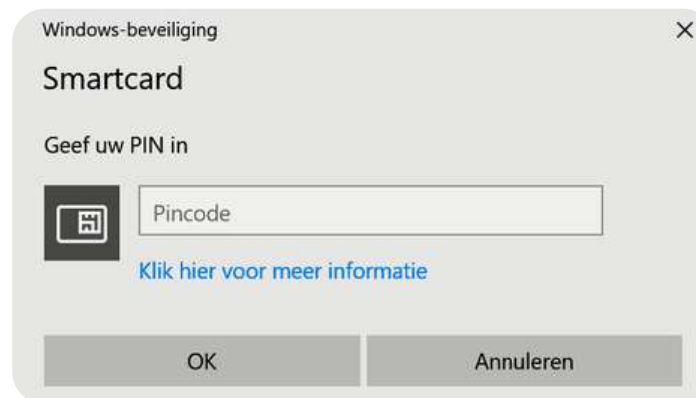 Windows-beveiliging
Smartcard
Geef uw PIN in
Pincode
Klik hier voor meer informatie
OK
Annuleren